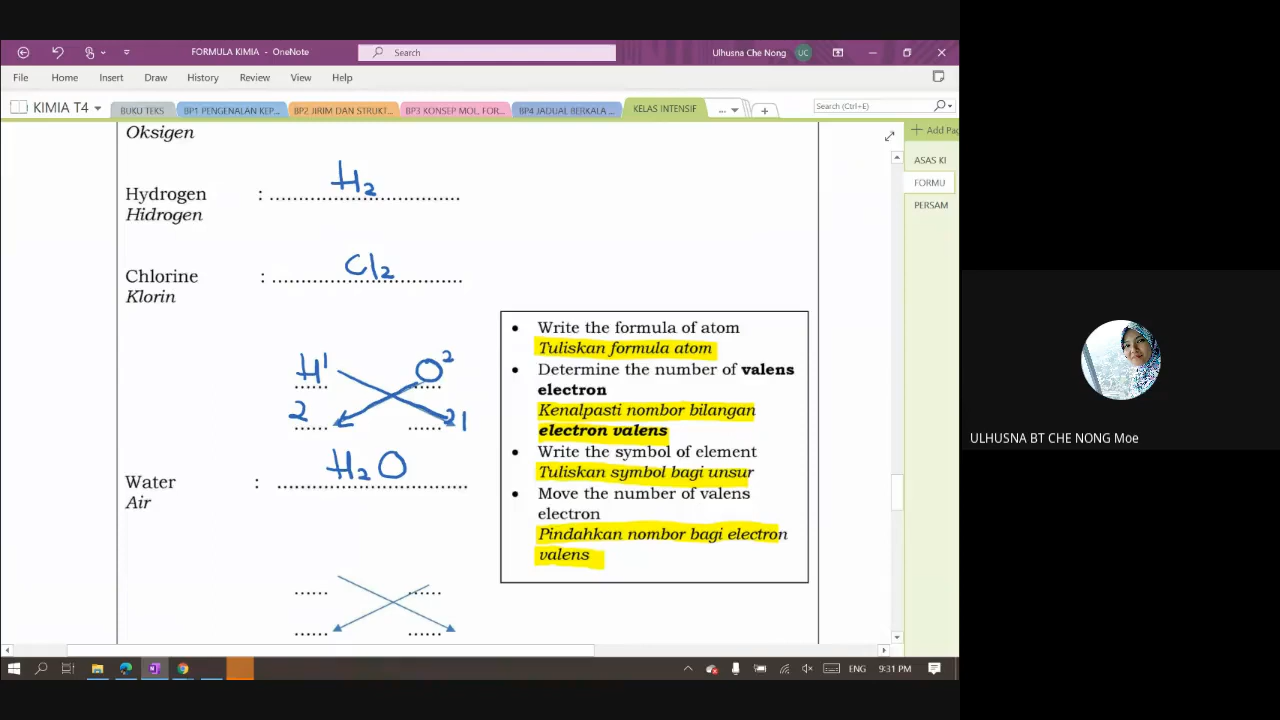 FORMULA KIMIA - OneNote
Search
Ulhusna Che Nong
UC
File Home Insert Draw History Review View Help
KIMIA T4
BUKU TEKS
BP1 PENGENALAN KEP...
BP2 JIRIM DAN STRUKT...
BP3 KONSEP MOL, FOR...
BP4 JADUAL BERKALA ...
KELAS INTENSIF
...
+
Search (Ctrl+E)
+ Add Pag
ASAS KI
FORMU
PERSAM
Oksigen
Hydrogen : ................................ H₂
Hidrogen
Chlorine : ................................ Cl₂
Klorin
H¹ O²
2 1
Water : ................................ H₂O
Air
...... ......
...... ......
• Write the formula of atom
Tuliskan formula atom
• Determine the number of valens
electron
Kenalpasti nombor bilangan
electron valens
• Write the symbol of element
Tuliskan symbol bagi unsur
• Move the number of valens
electron
Pindahkan nombor bagi electron
valens
ULHUSNA BT CHE NONG Moe
ENG
9:31 PM